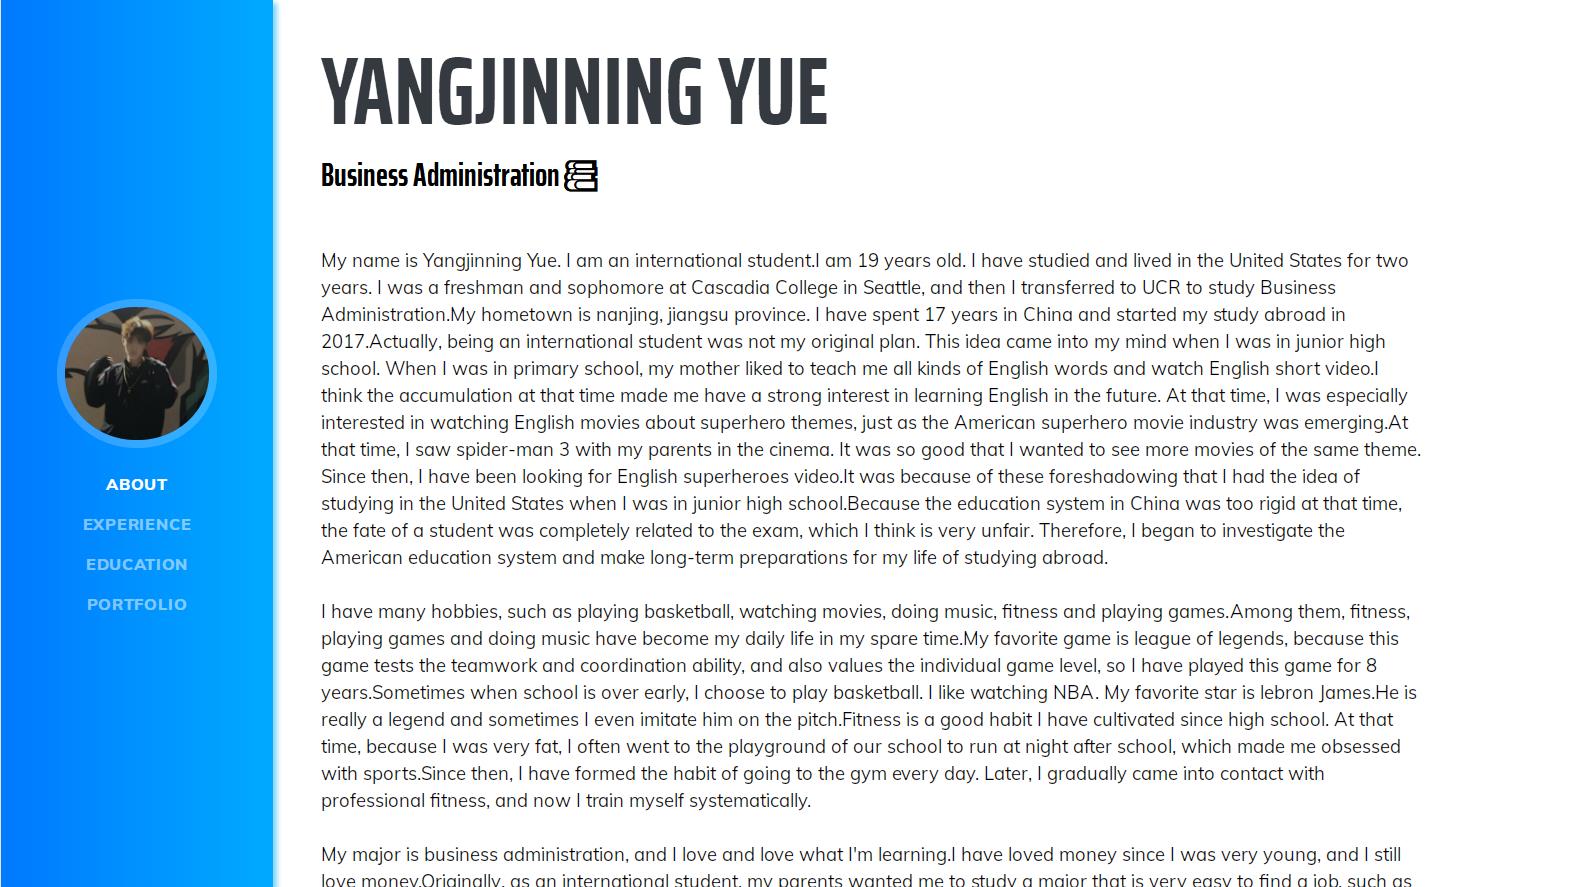 YANGJINNING YUE
Business Administration
ABOUT
EXPERIENCE
EDUCATION
PORTFOLIO
My name is Yangjinning Yue. I am an international student.I am 19 years old. I have studied and lived in the United States for two
years. I was a freshman and sophomore at Cascadia College in Seattle, and then I transferred to UCR to study Business
Administration.My hometown is nanjing, jiangsu province. I have spent 17 years in China and started my study abroad in
2017.Actually, being an international student was not my original plan. This idea came into my mind when I was in junior high
school. When I was in primary school, my mother liked to teach me all kinds of English words and watch English short video.I
think the accumulation at that time made me have a strong interest in learning English in the future. At that time, I was especially
interested in watching English movies about superhero themes, just as the American superhero movie industry was emerging.At
that time, I saw spider-man 3 with my parents in the cinema. It was so good that I wanted to see more movies of the same theme.
Since then, I have been looking for English superheroes video.It was because of these foreshadowing that I had the idea of
studying in the United States when I was in junior high school.Because the education system in China was too rigid at that time,
the fate of a student was completely related to the exam, which I think is very unfair. Therefore, I began to investigate the
American education system and make long-term preparations for my life of studying abroad.
I have many hobbies, such as playing basketball, watching movies, doing music, fitness and playing games.Among them, fitness,
playing games and doing music have become my daily life in my spare time.My favorite game is league of legends, because this
game tests the teamwork and coordination ability, and also values the individual game level, so I have played this game for 8
years.Sometimes when school is over early, I choose to play basketball. I like watching NBA. My favorite star is lebron James.He is
really a legend and sometimes I even imitate him on the pitch.Fitness is a good habit I have cultivated since high school. At that
time, because I was very fat, I often went to the playground of our school to run at night after school, which made me obsessed
with sports.Since then, I have formed the habit of going to the gym every day. Later, I gradually came into contact with
professional fitness, and now I train myself systematically.
My major is business administration, and I love and love what I'm learning.I have loved money since I was very young, and I still
love money.Originally, as an international student, my parents wanted me to study a major that is very easy to find a job, such as